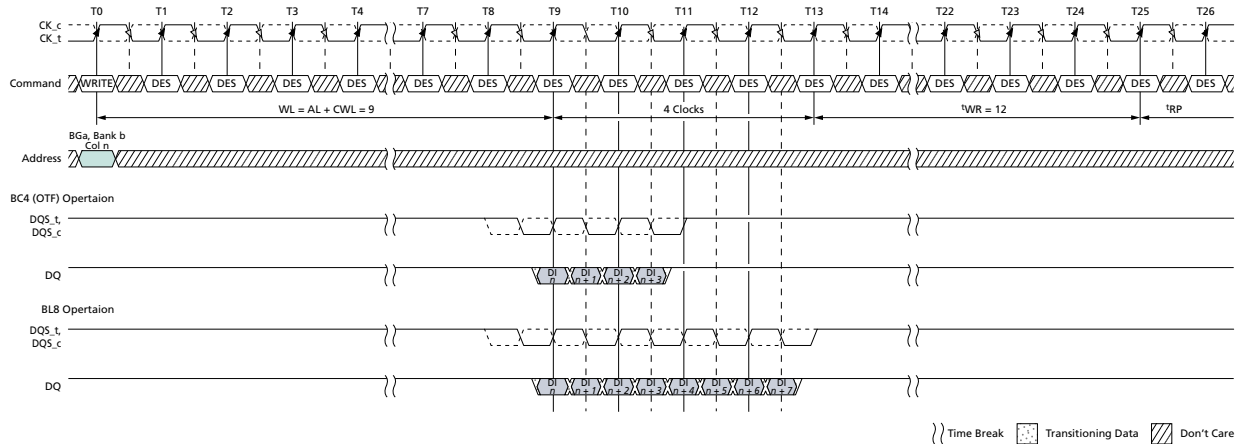 T0 T1 T2 T3 T4 T7 T8 T9 T10 T11 T12 T13 T14 T22 T23 T24 T25 T26
CK_c
CK_t
Command WRITE DES DES DES DES DES DES DES DES DES DES DES DES DES DES DES DES DES
WL = AL + CWL = 9 4 Clocks tWR = 12 tRP
BGa, Bank b
Col n
Address
BC4 (OTF) Opertaion
DQS_t,
DQS_c
DI DI DI DI
DQ n n + 1 n + 2 n + 3
BL8 Opertaion
DQS_t,
DQS_c
DI DI DI DI DI DI DI DI
DQ n n + 1 n + 2 n + 3 n + 4 n + 5 n + 6 n + 7
Time Break Transitioning Data Don't Care